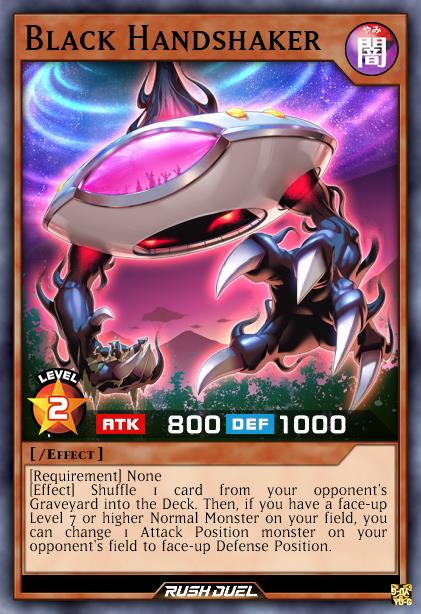 BLACK HANDSHAKER
やみ
闇
LEVEL
2
ATK 800 DEF 1000
[ /EFFECT ]
[Requirement] None
[Effect] Shuffle 1 card from your opponent's
Graveyard into the Deck. Then, if you have a face-up
Level 7 or higher Normal Monster on your field, you
can change 1 Attack Position monster on your
opponent's field to face-up Defense Position.
RUSH DUEL